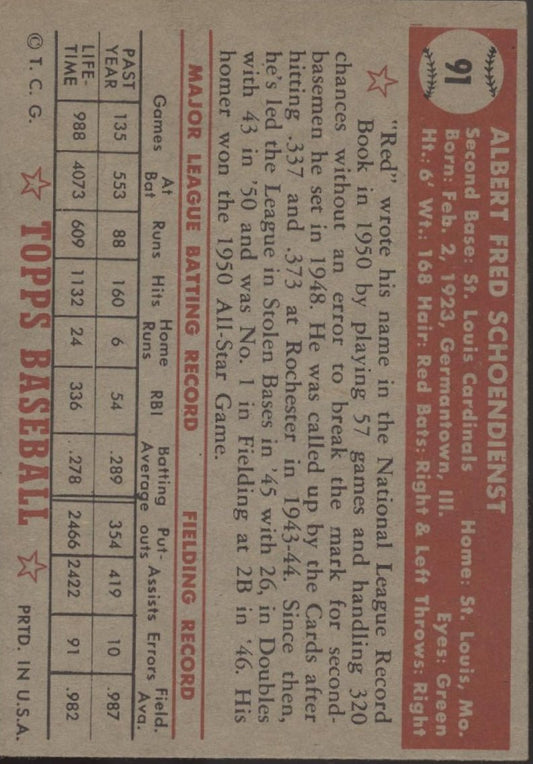 91
ALBERT FRED SCHOENDIENST
Second Base: St. Louis Cardinals Home: St. Louis, Mo.
Born: Feb. 2, 1923, Germantown, Ill. Eyes: Green
Ht.: 6' Wt.: 168 Hair: Red Bats: Right & Left Throws: Right
"Red" wrote his name in the National League Record
Book in 1950 by playing 57 games and handling 320
chances without an error to break the mark for second-
basemen he set in 1948. He was called up by the Cards after
hitting .337 and .373 at Rochester in 1943-44. Since then,
he's led the League in Stolen Bases in '45 with 26, in Doubles
with 43 in '50 and was No. 1 in Fielding at 2B in '46. His
homer won the 1950 All-Star Game.
MAJOR LEAGUE BATTING RECORD FIELDING RECORD
Games At Bat Runs Hits Home Runs RBI Batting Average Put-outs Assists Errors Field. Avg.
PAST YEAR 135 553 88 160 6 54 .289 354 419 10 .987
LIFE-TIME 988 4073 609 1132 24 336 .278 2466 2422 91 .982
© T. C. G. TOPPS BASEBALL PRTD. IN U.S.A.